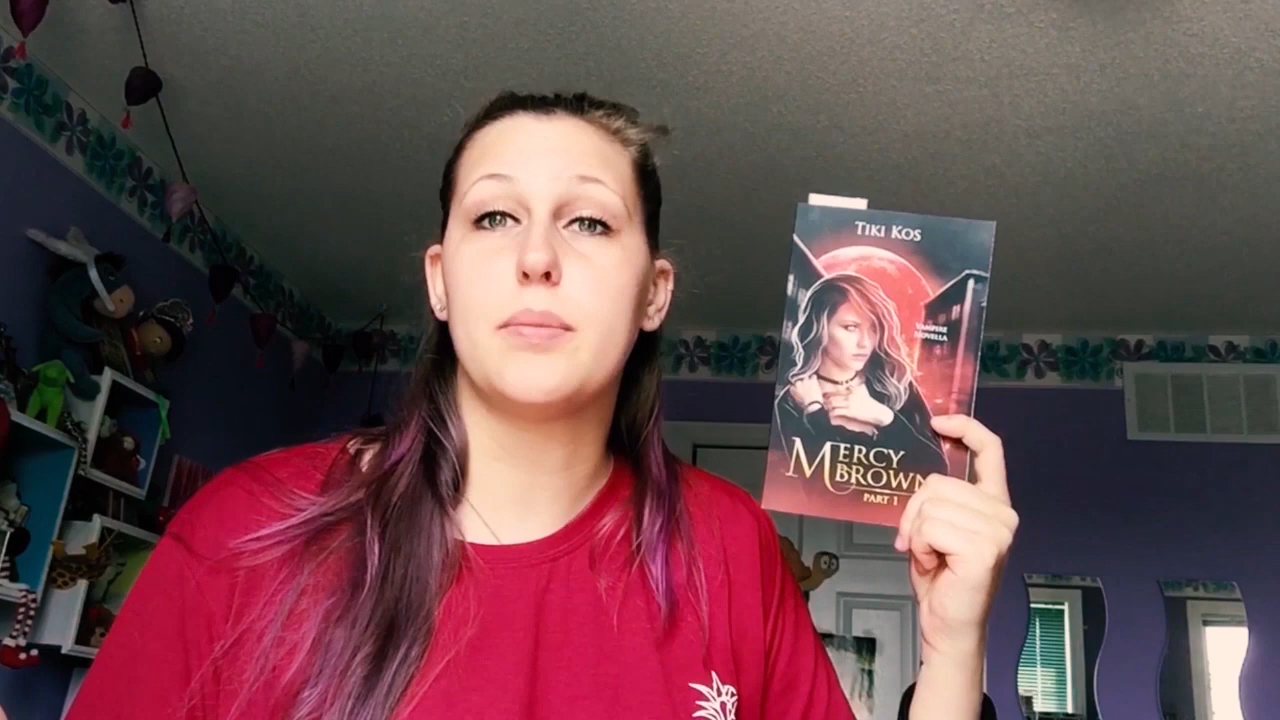 TIKI KOS
VAMPIRE
NOVELLA
MERCY
BROWN
PART 1